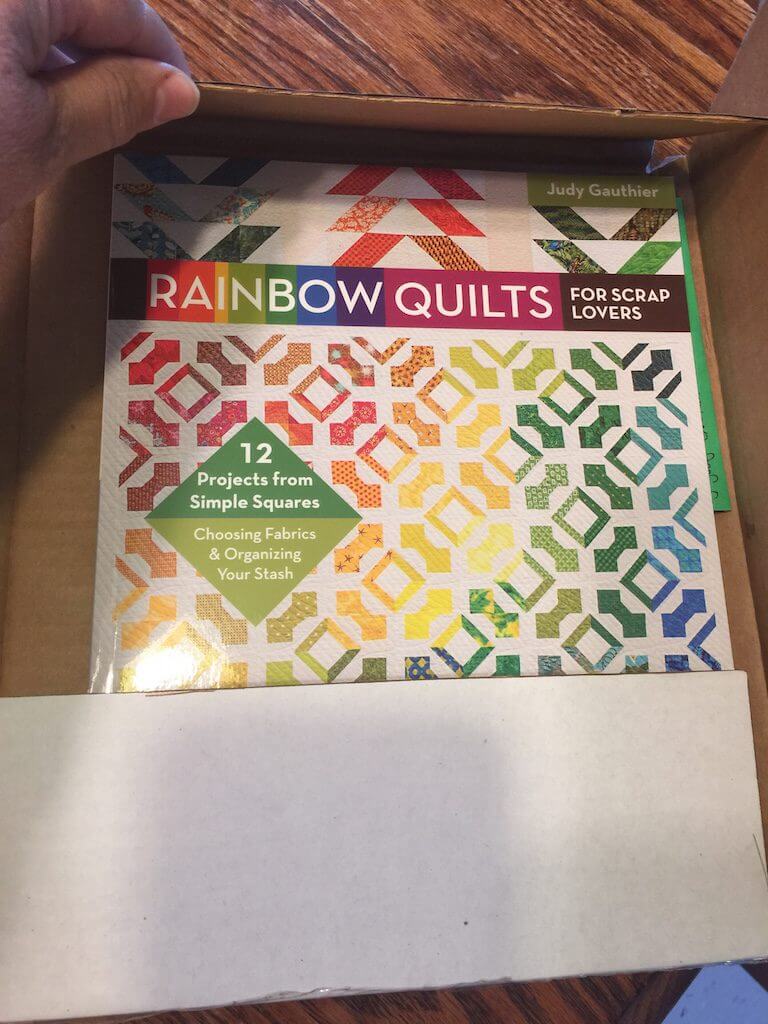 Judy Gauthier
RAINBOW QUILTS FOR SCRAP
LOVERS
12
Projects from
Simple Squares
Choosing Fabrics
& Organizing
Your Stash